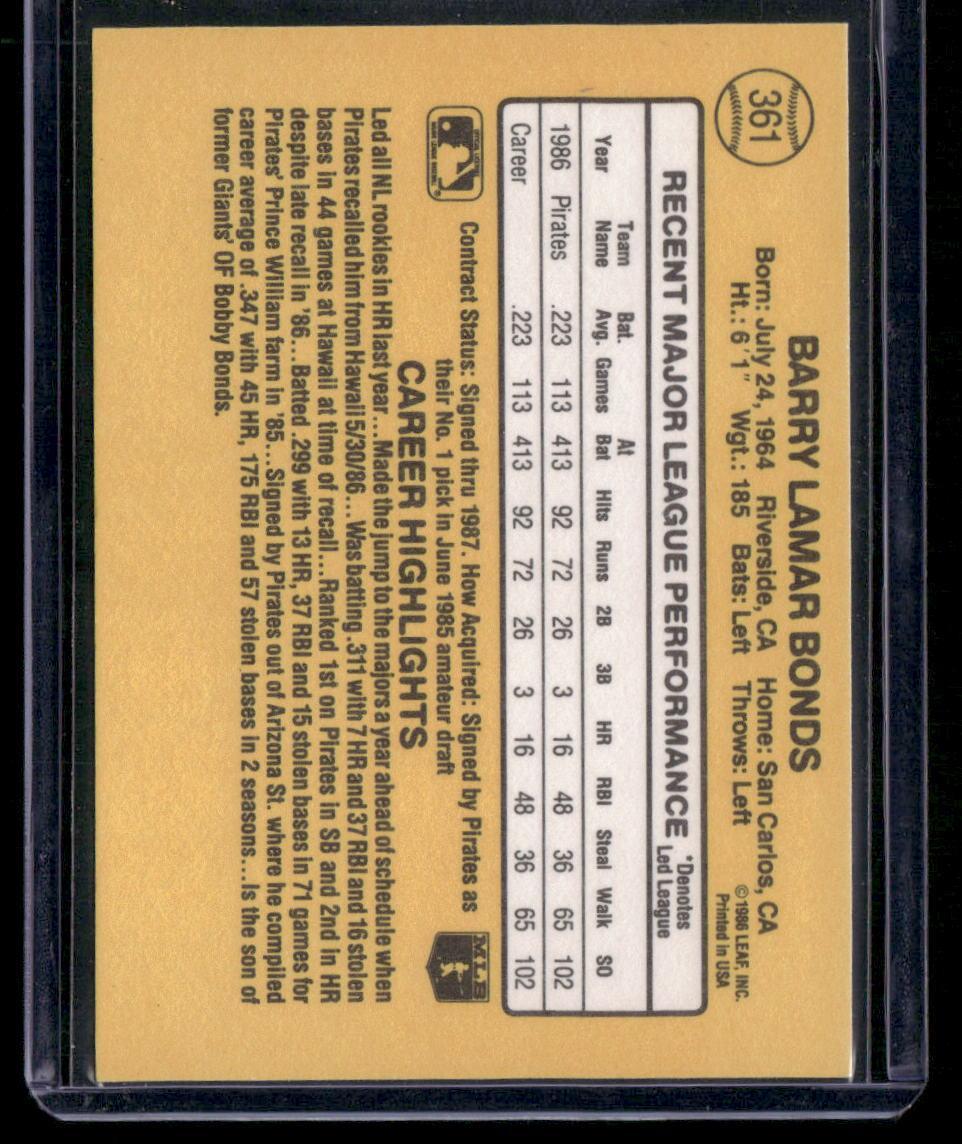 361
BARRY LAMAR BONDS
Born: July 24, 1964 Riverside, CA Home: San Carlos, CA
Ht.: 6'1" Wgt.: 185 Bats: Left Throws: Left
©1986 LEAF, INC.
Printed in USA
RECENT MAJOR LEAGUE PERFORMANCE
*Denotes
Led League
Year Team Name Bat. Avg. Games At Bat Hits Runs 2B 3B HR RBI Steal Walk SO
1986 Pirates .223 113 413 92 72 26 3 16 48 36 65 102
Career .223 113 413 92 72 26 3 16 48 36 65 102
Contract Status: Signed thru 1987. How Acquired: Signed by Pirates as
their No. 1 pick in June 1985 amateur draft
MLB
CAREER HIGHLIGHTS
Led all NL rookies in HR last year...Made the jump to the majors a year ahead of schedule when
Pirates recalled him from Hawaii 5/30/86...Was batting .311 with 7 HR and 37 RBI and 16 stolen
bases in 44 games at Hawaii at time of recall...Ranked 1st on Pirates in SB and 2nd in HR
despite late recall in '86...Batted .299 with 13 HR, 37 RBI and 15 stolen bases in 71 games for
Pirates' Prince William farm in '85...Signed by Pirates out of Arizona St. where he compiled
career average of .347 with 45 HR, 175 RBI and 57 stolen bases in 2 seasons...Is the son of
former Giants' OF Bobby Bonds.